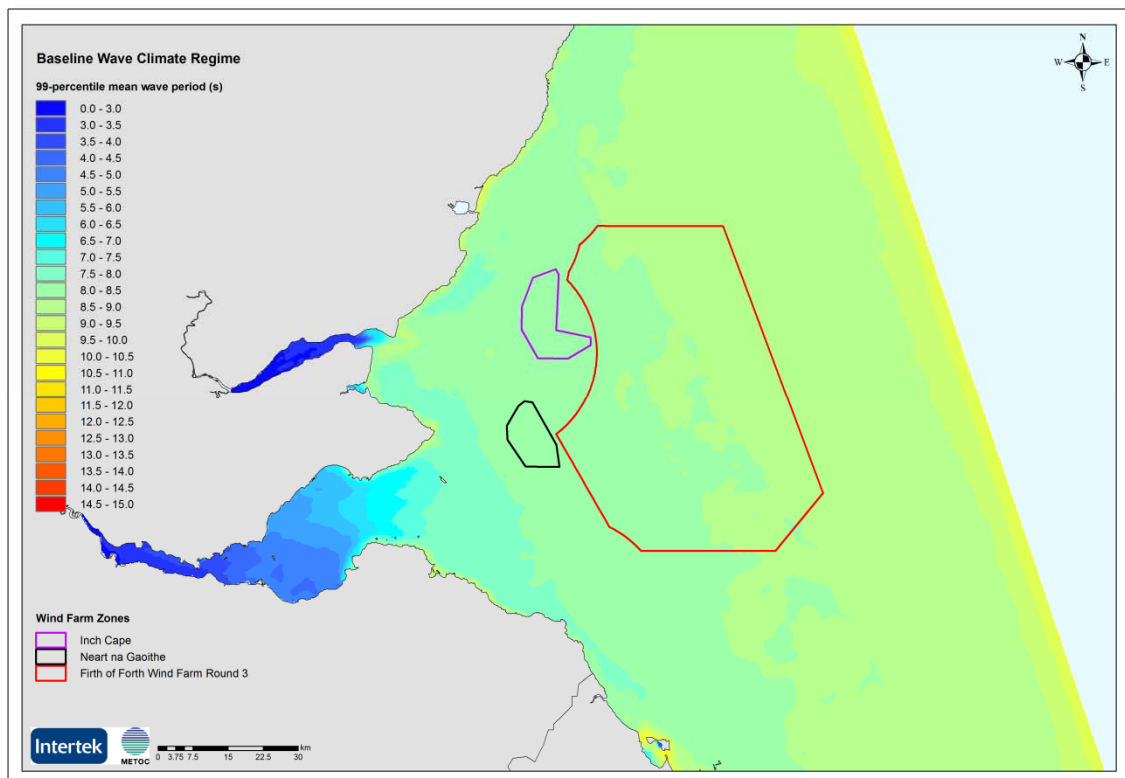 Baseline Wave Climate Regime
99-percentile mean wave period (s)
0.0 - 3.0
3.0 - 3.5
3.5 - 4.0
4.0 - 4.5
4.5 - 5.0
5.0 - 5.5
5.5 - 6.0
6.0 - 6.5
6.5 - 7.0
7.0 - 7.5
7.5 - 8.0
8.0 - 8.5
8.5 - 9.0
9.0 - 9.5
9.5 - 10.0
10.0 - 10.5
10.5 - 11.0
11.0 - 11.5
11.5 - 12.0
12.0 - 12.5
12.5 - 13.0
13.0 - 13.5
13.5 - 14.0
14.0 - 14.5
14.5 - 15.0
N
W E
S
Wind Farm Zones
Inch Cape
Neart na Gaoithe
Firth of Forth Wind Farm Round 3
Intertek
METOC
km
0 3.75 7.5 15 22.5 30